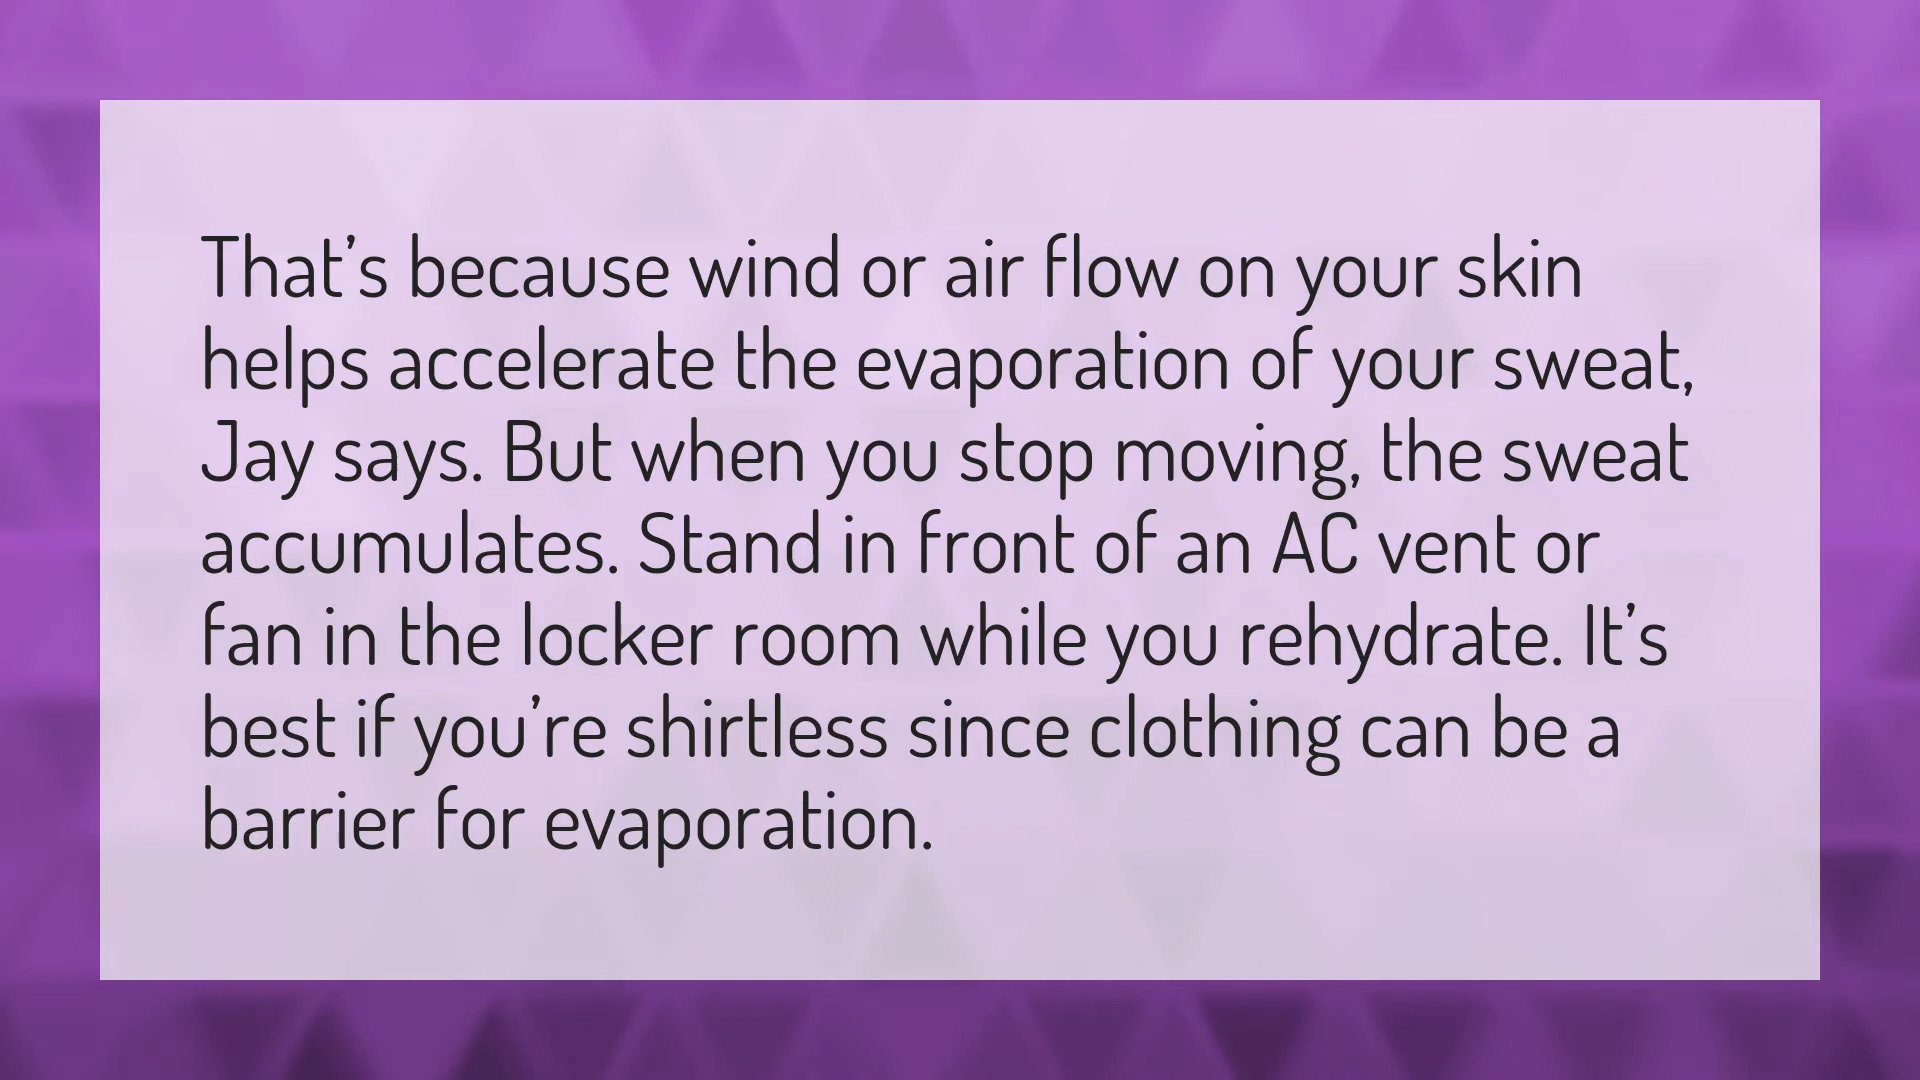 That’s because wind or air flow on your skin
helps accelerate the evaporation of your sweat,
Jay says. But when you stop moving, the sweat
accumulates. Stand in front of an AC vent or
fan in the locker room while you rehydrate. It’s
best if you’re shirtless since clothing can be a
barrier for evaporation.